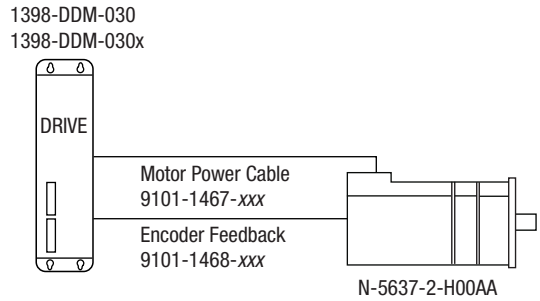 1398-DDM-030
1398-DDM-030x
DRIVE
Motor Power Cable
9101-1467-xxx
Encoder Feedback
9101-1468-xxx
N-5637-2-H00AA